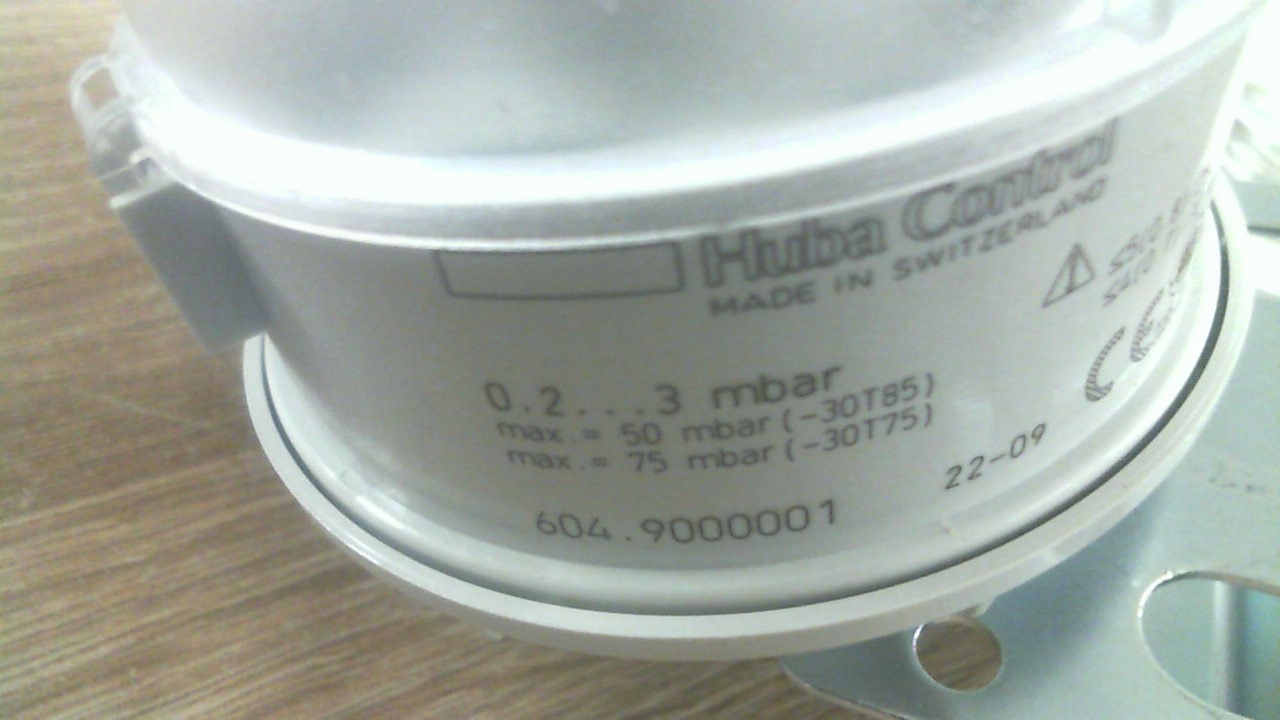 Huba Control
MADE IN SWITZERLAND
0.2...3 mbar
max.= 50 mbar (-30T85)
max.= 75 mbar (-30T75)
604.9000001
22-09
CE